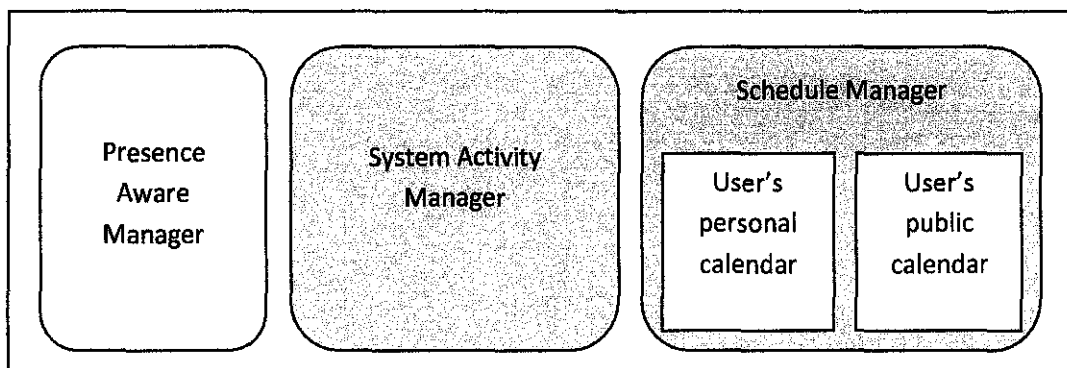 Presence
Aware
Manager
System Activity
Manager
Schedule Manager
User's
personal
calendar
User's
public
calendar